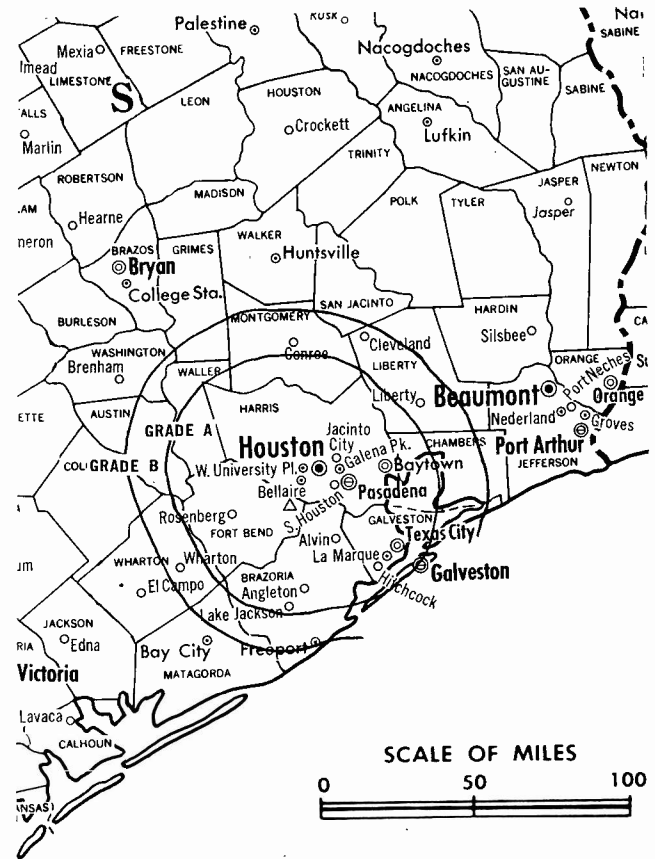 Palestine
RUSK
Nacogdoches
SABINE
Mexia
FREESTONE
LIMESTONE
S
LEON
HOUSTON
NACOGDOCHES
SAN AU-
GUSTINE
SABINE
Marlin
Crockett
ANGELINA
Lufkin
TRINITY
ROBERTSON
MADISON
POLK
TYLER
JASPER
Jasper
NEWTON
Hearne
BRAZOS
Bryan
College Sta.
GRIMES
WALKER
Huntsville
SAN JACINTO
BURLESON
MONTGOMERY
Conroe
Cleveland
HARDIN
Silsbee
WASHINGTON
Brenham
WALLER
LIBERTY
Liberty
ORANGE
Beaumont
Port Neches
Orange
Nederland
Groves
Port Arthur
JEFFERSON
AUSTIN
HARRIS
GRADE A
GRADE B
Houston
Jacinto
City
Galena Pk.
CHAMBERS
Baytown
W. University Pl.
Bellaire
S. Houston
Pasadena
Rosenberg
FORT BEND
GALVESTON
Texas City
Alvin
La Marque
Hitchcock
Galveston
WHARTON
Wharton
El Campo
BRAZORIA
Angleton
Lake Jackson
JACKSON
Edna
Bay City
Freeport
MATAGORDA
Victoria
Lavaca
CALHOUN
SCALE OF MILES
0 50 100